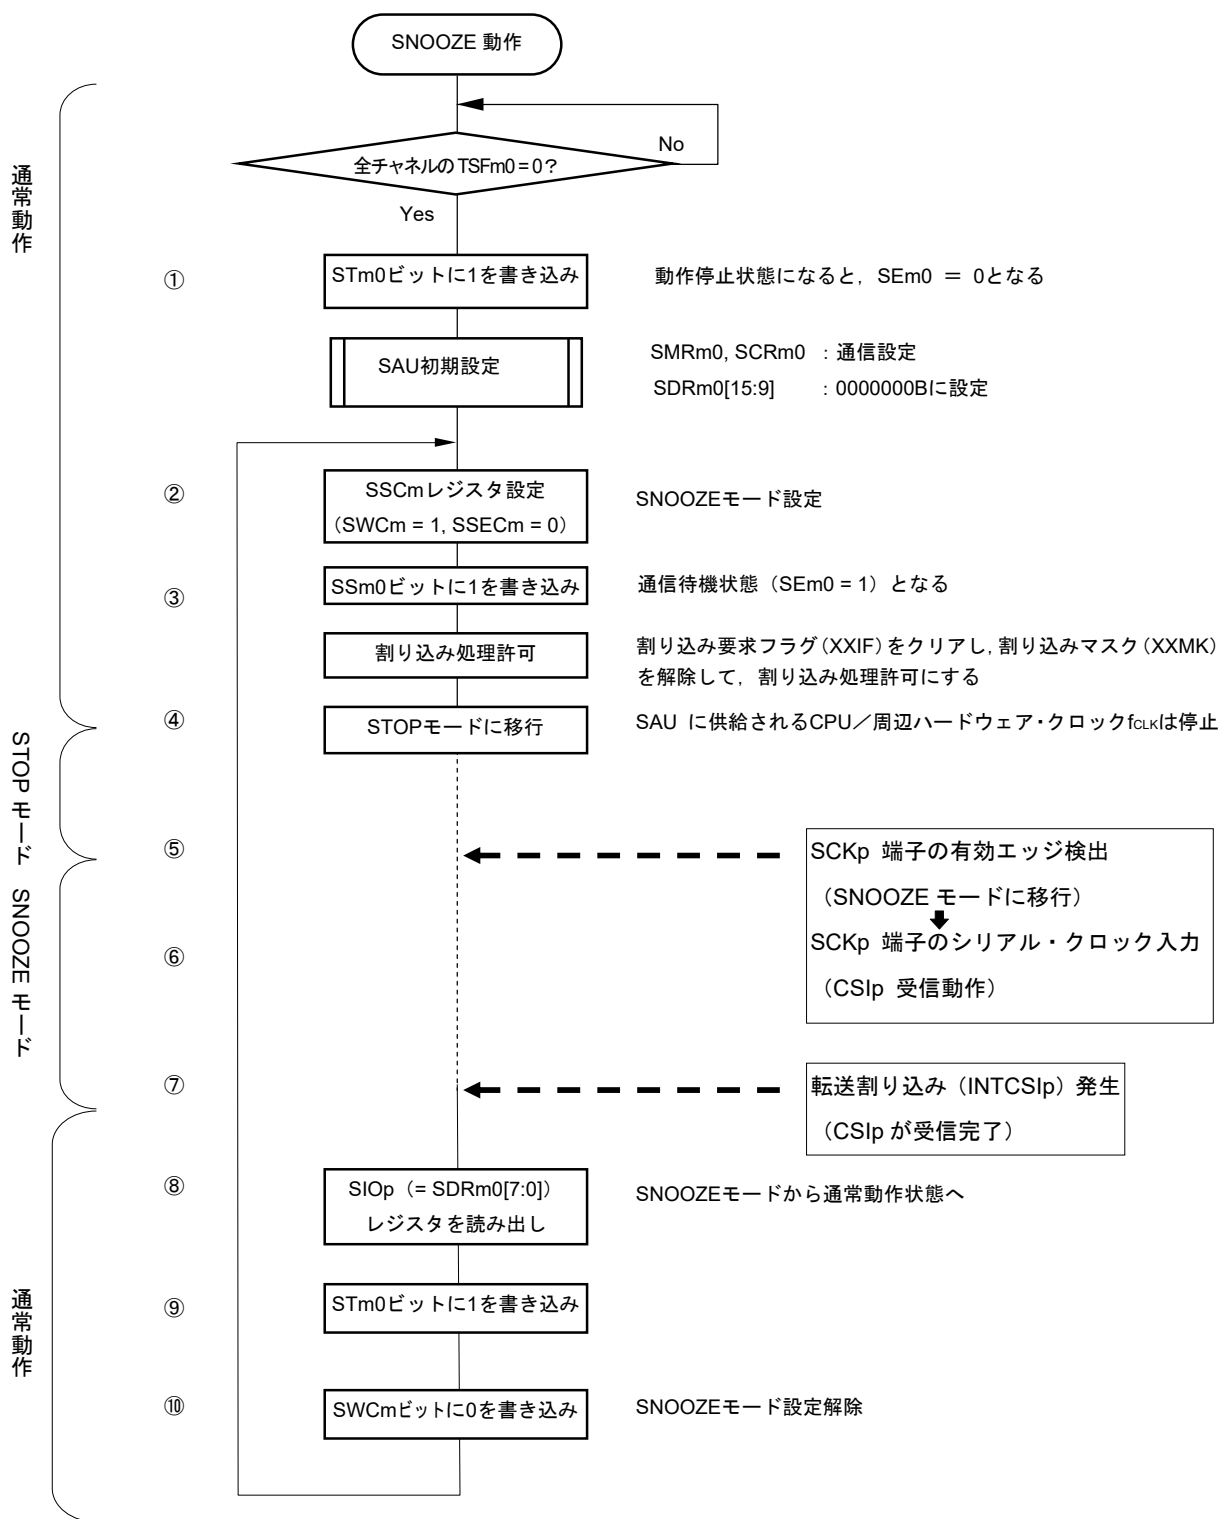 SNOOZE 動作
No
全チャネルの TSFm0 = 0？
Yes
通常動作
①
STm0ビットに1を書き込み
動作停止状態になると，SEm0 ＝ 0となる
SAU初期設定
SMRm0, SCRm0 ：通信設定
SDRm0[15:9] ：0000000Bに設定
②
SSCmレジスタ設定
（SWCm = 1, SSECm = 0）
SNOOZEモード設定
③
SSm0ビットに1を書き込み
通信待機状態（SEm0 = 1）となる
割り込み処理許可
割り込み要求フラグ(XXIF)をクリアし，割り込みマスク(XXMK)
を解除して，割り込み処理許可にする
④
STOPモードに移行
SAU に供給されるCPU／周辺ハードウェア・クロックfCLKは停止
STOP モード
⑤
SCKp 端子の有効エッジ検出
（SNOOZE モードに移行）
SNOOZE モード
⑥
SCKp 端子のシリアル・クロック入力
（CSIp 受信動作）
⑦
転送割り込み（INTCSIp）発生
（CSIp が受信完了）
⑧
SIOp（= SDRm0[7:0]）
レジスタを読み出し
SNOOZEモードから通常動作状態へ
通常動作
⑨
STm0ビットに1を書き込み
⑩
SWCmビットに0を書き込み
SNOOZEモード設定解除